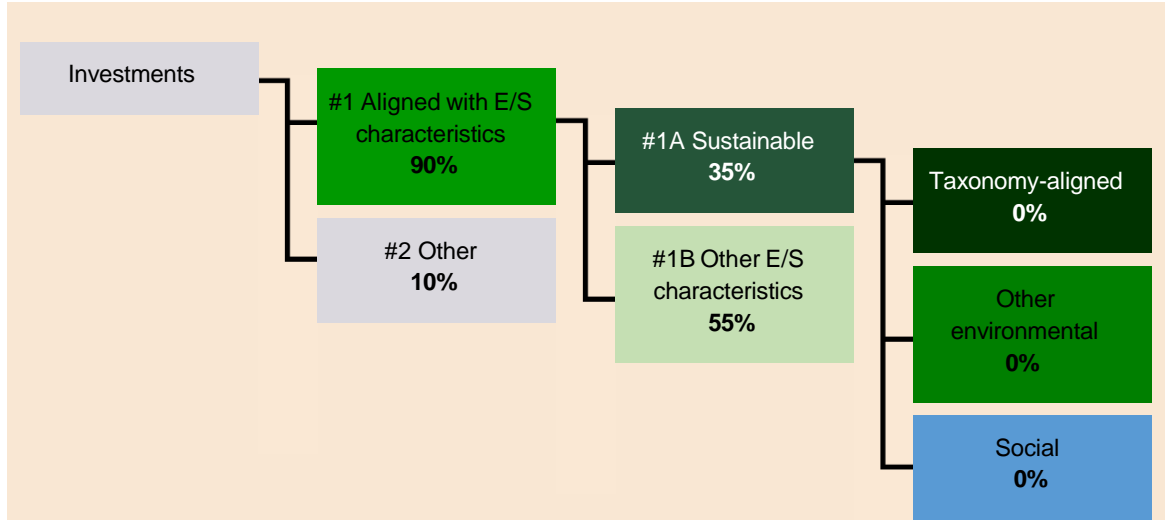 Investments
#1 Aligned with E/S
characteristics
90%
#2 Other
10%
#1A Sustainable
35%
#1B Other E/S
characteristics
55%
Taxonomy-aligned
0%
Other
environmental
0%
Social
0%